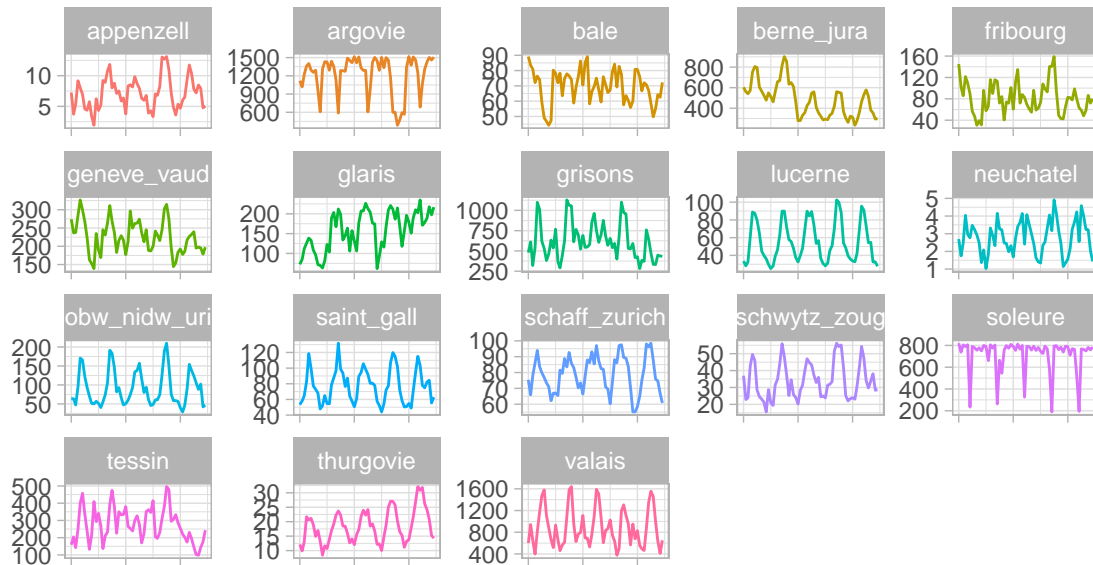 appenzell argovie bale berne_jura fribourg
10 5
1500 1200 900 600
90 80 70 60 50
800 600 400
160 120 80 40
geneve_vaud glaris grisons lucerne neuchatel
300 250 200 150
200 150 100
1000 750 500 250
100 80 60 40
5 4 3 2 1
obw_nidw_uri saint_gall schaff_zurich schwytz_zoug soleure
200 150 100 50
120 100 80 60 40
100 90 80 70 60
50 40 30 20
800 600 400 200
tessin thurgovie valais
500 400 300 200 100
30 25 20 15 10
1600 1200 800 400